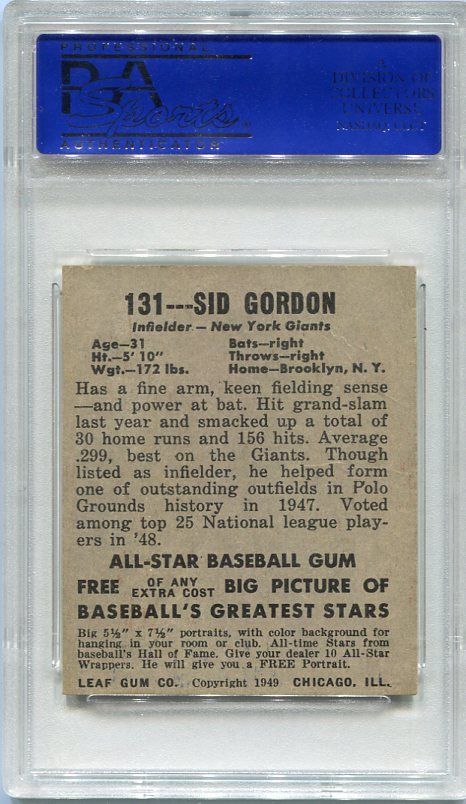 PROFESSIONAL
PSA
Sports
AUTHENTICATOR
A
DIVISION OF
COLLECTORS
UNIVERSE
NASDAQ: CLCT
131---SID GORDON
Infielder — New York Giants
Age—31 Bats—right
Ht.—5' 10" Throws—right
Wgt.—172 lbs. Home—Brooklyn, N. Y.
Has a fine arm, keen fielding sense
—and power at bat. Hit grand-slam
last year and smacked up a total of
30 home runs and 156 hits. Average
.299, best on the Giants. Though
listed as infielder, he helped form
one of outstanding outfields in Polo
Grounds history in 1947. Voted
among top 25 National league play-
ers in '48.
ALL-STAR BASEBALL GUM
FREE OF ANY EXTRA COST BIG PICTURE OF
BASEBALL'S GREATEST STARS
Big 5½" x 7½" portraits, with color background for
hanging in your room or club. All-time Stars from
baseball's Hall of Fame. Give your dealer 10 All-Star
Wrappers. He will give you a FREE Portrait.
LEAF GUM CO. Copyright 1949 CHICAGO, ILL.